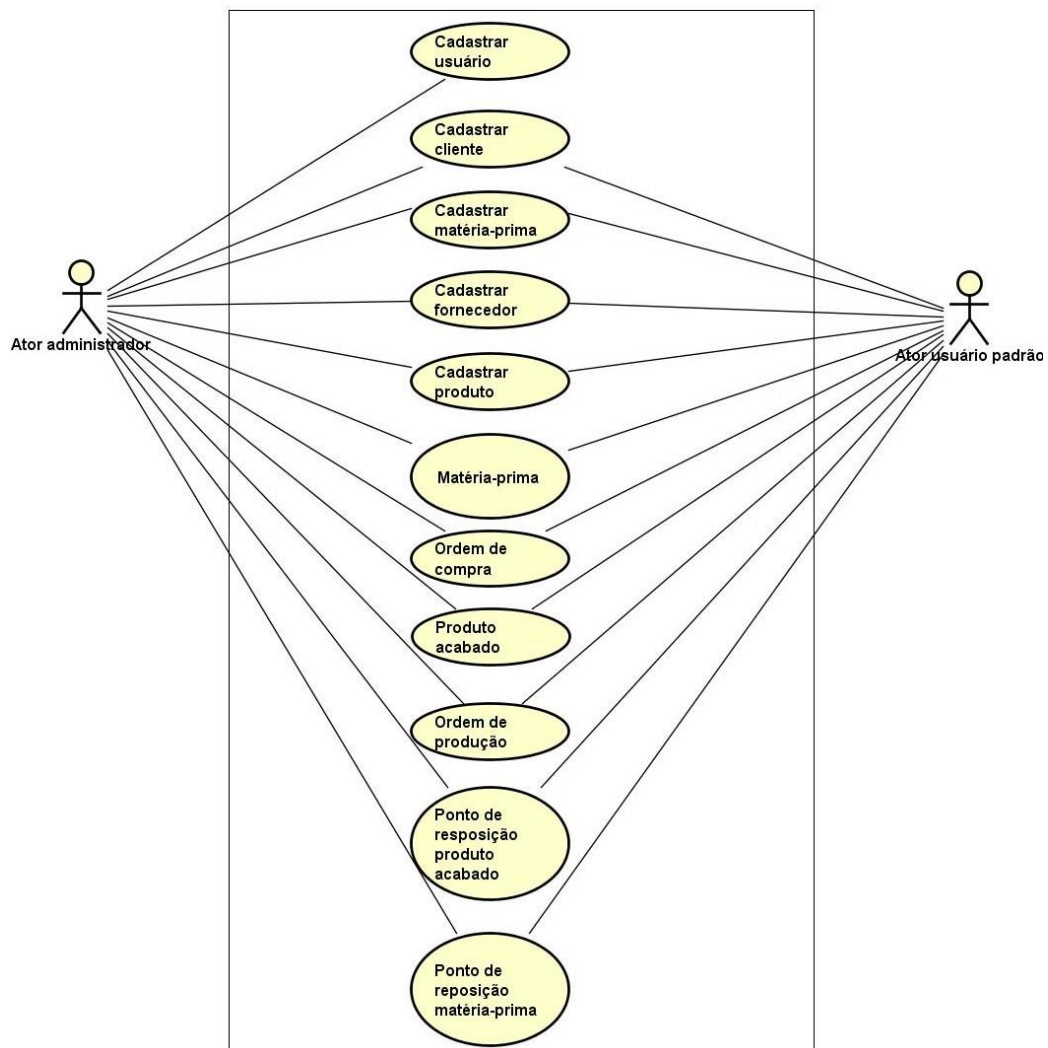 Cadastrar
usuário
Cadastrar
cliente
Cadastrar
matéria-prima
Cadastrar
fornecedor
Ator administrador
Ator usuário padrão
Cadastrar
produto
Matéria-prima
Ordem de
compra
Produto
acabado
Ordem de
produção
Ponto de
resposição
produto
acabado
Ponto de
reposição
matéria-prima